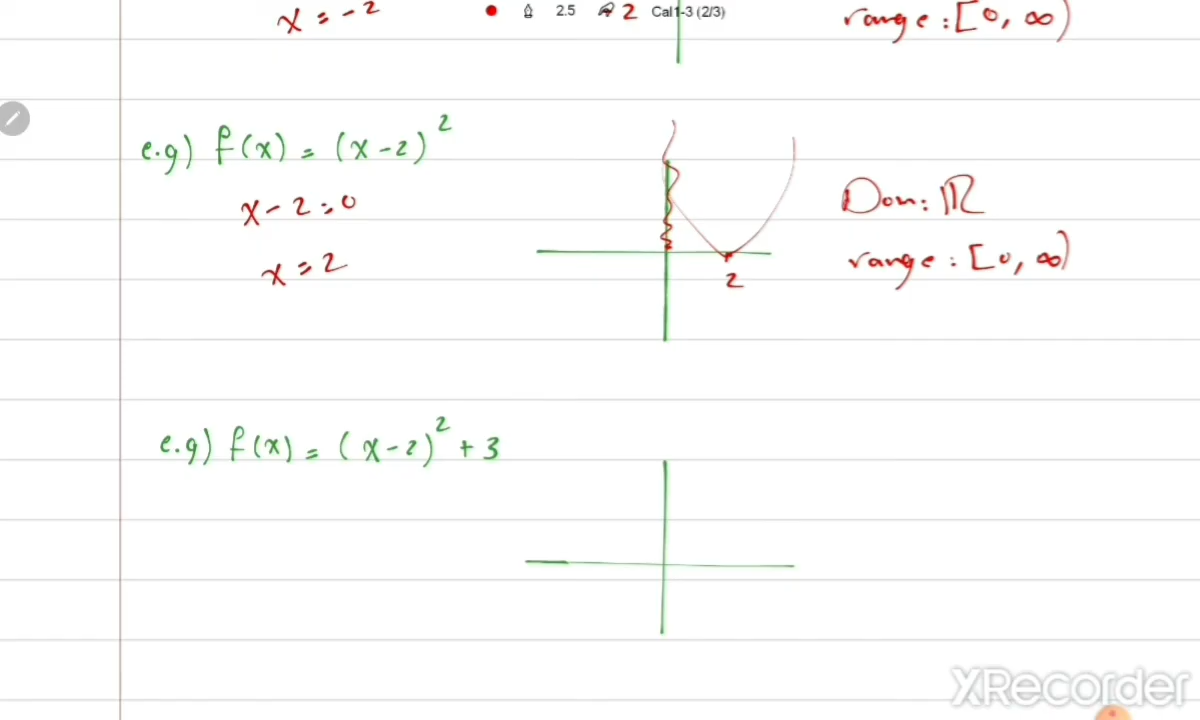 x = -2
2.5 2 Cal1-3 (2/3)
range : [0, ∞)
e.g) f(x) = (x-2)²
x - 2 = 0
x = 2
2
Dom: ℝ
range : [0, ∞)
e.g) f(x) = (x-2)² + 3
XRecorder